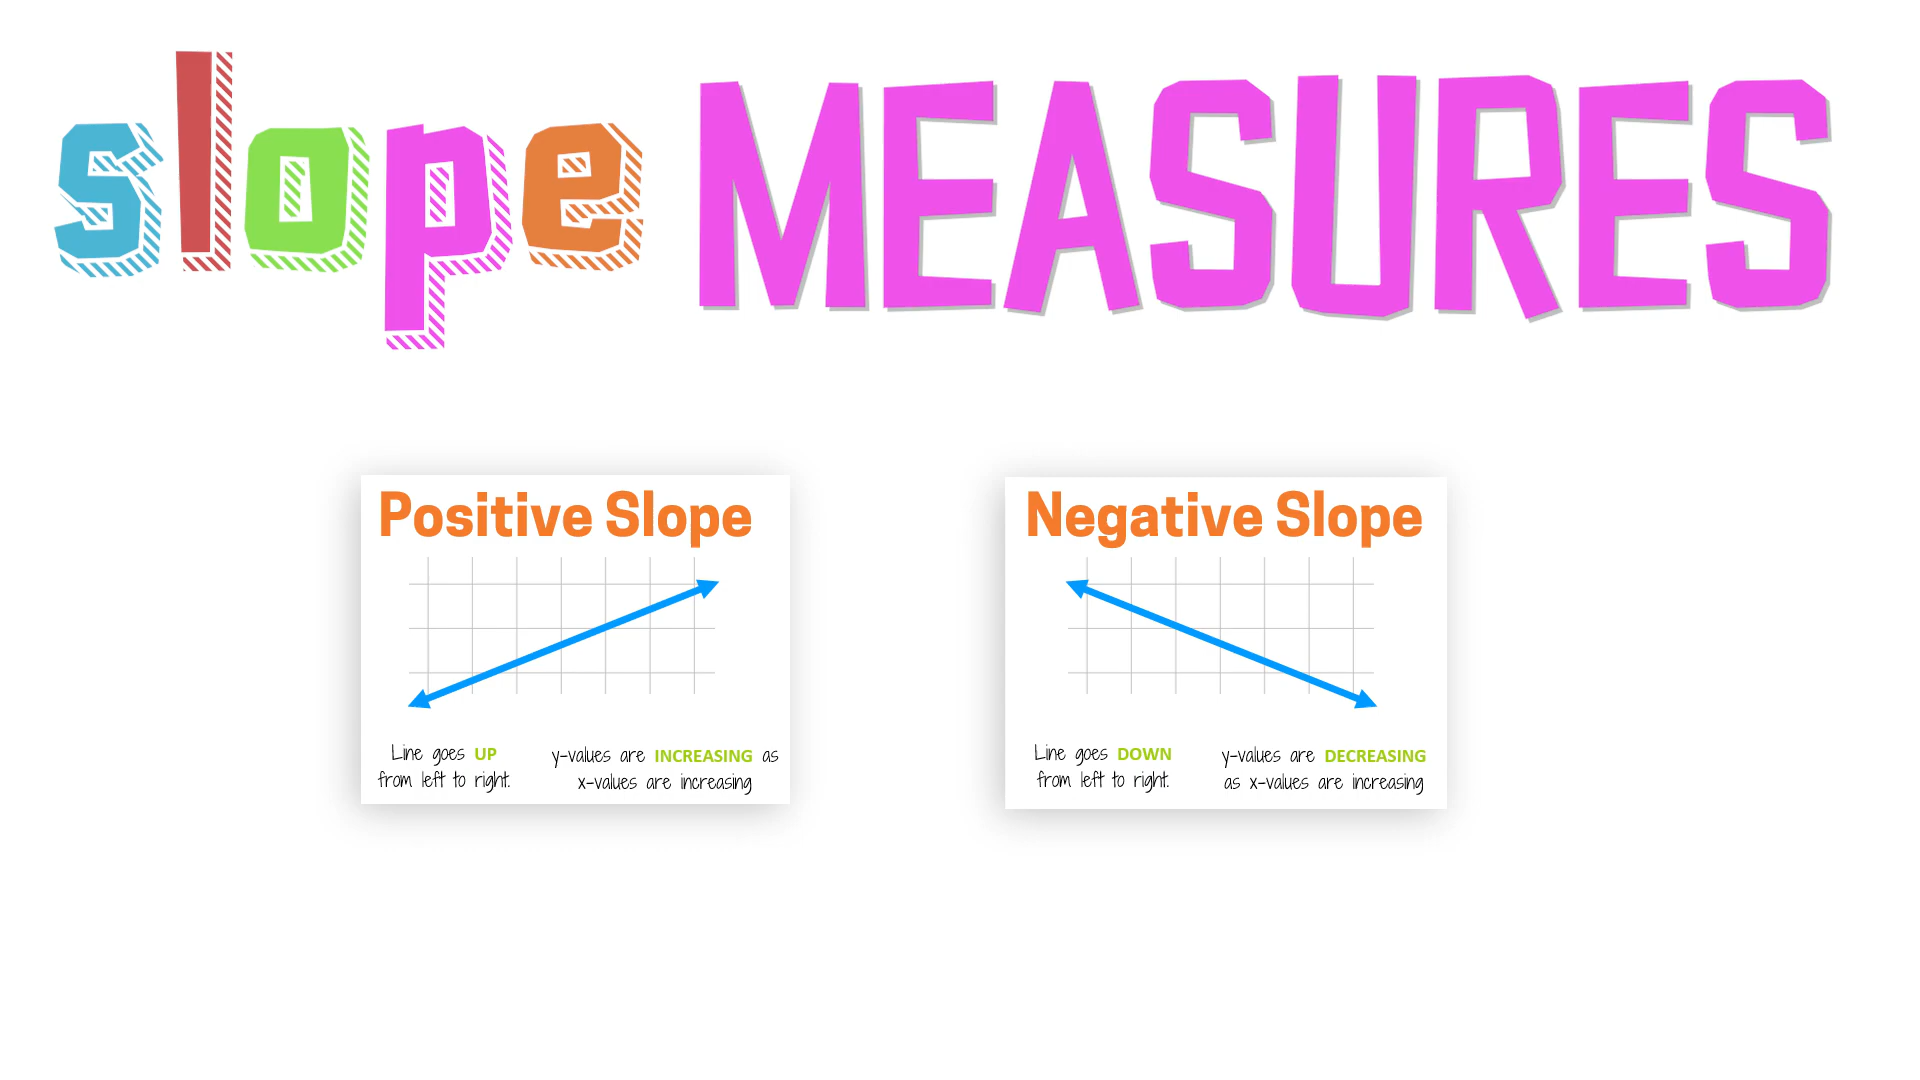 slope MEASURES
Positive Slope
Line goes UP
from left to right.
y-values are INCREASING as
x-values are increasing
Negative Slope
Line goes DOWN
from left to right.
y-values are DECREASING
as x-values are increasing